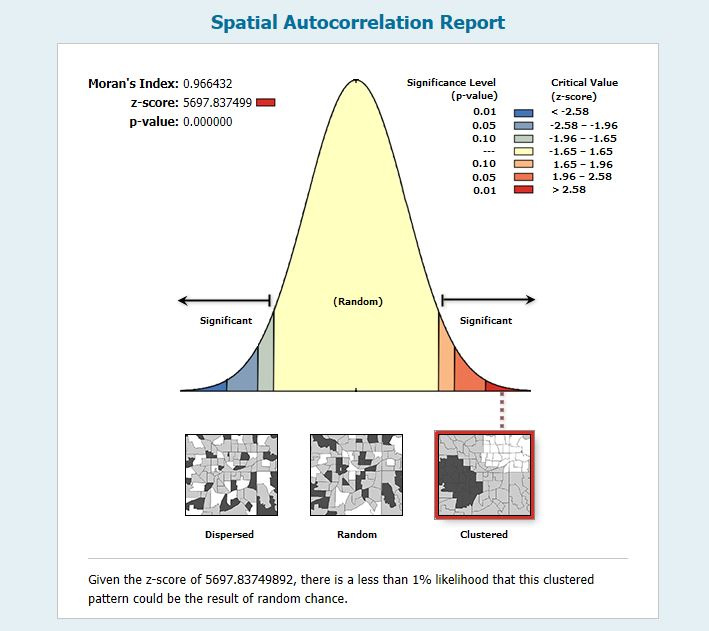 Spatial Autocorrelation Report
Moran's Index: 0.966432
z-score: 5697.837499
p-value: 0.000000
Significance Level
(p-value)
Critical Value
(z-score)
0.01 < -2.58
0.05 -2.58 – -1.96
0.10 -1.96 – -1.65
--- -1.65 – 1.65
0.10 1.65 – 1.96
0.05 1.96 – 2.58
0.01 > 2.58
(Random)
Significant
Significant
Dispersed
Random
Clustered
Given the z-score of 5697.83749892, there is a less than 1% likelihood that this clustered
pattern could be the result of random chance.